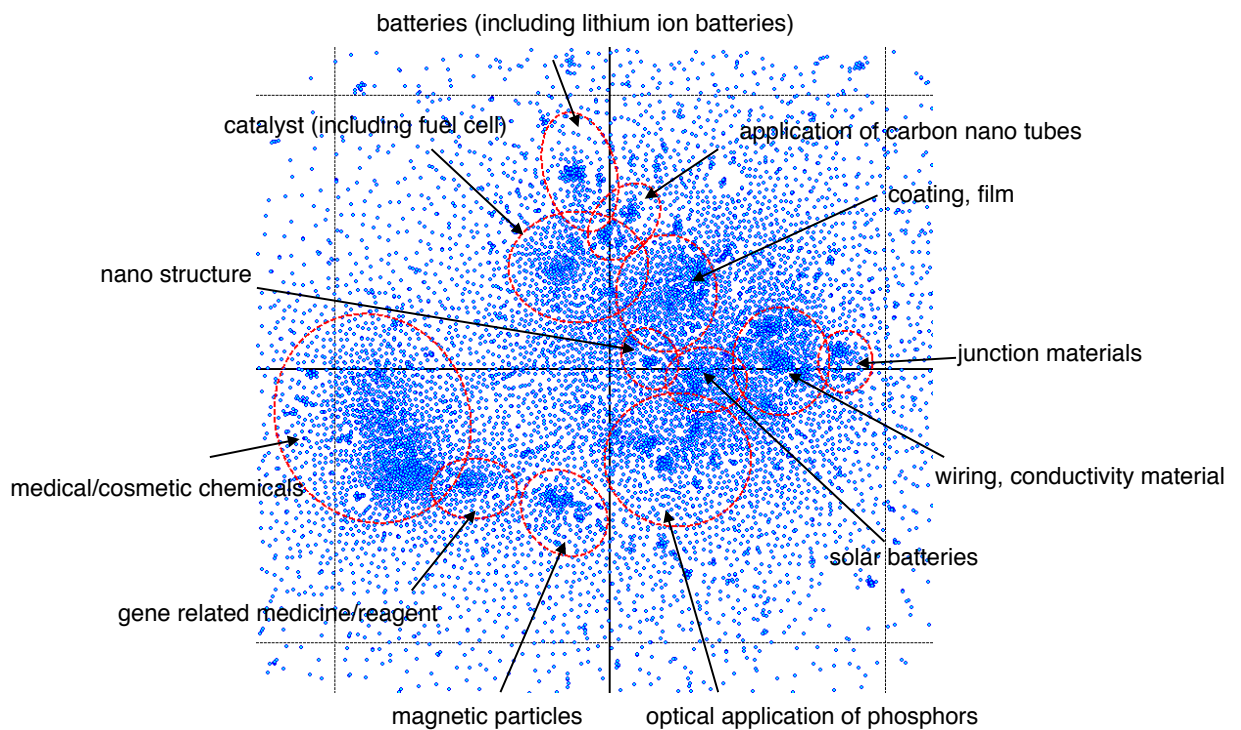 batteries (including lithium ion batteries)
catalyst (including fuel cell)
application of carbon nano tubes
coating, film
nano structure
junction materials
medical/cosmetic chemicals
wiring, conductivity material
solar batteries
gene related medicine/reagent
magnetic particles
optical application of phosphors